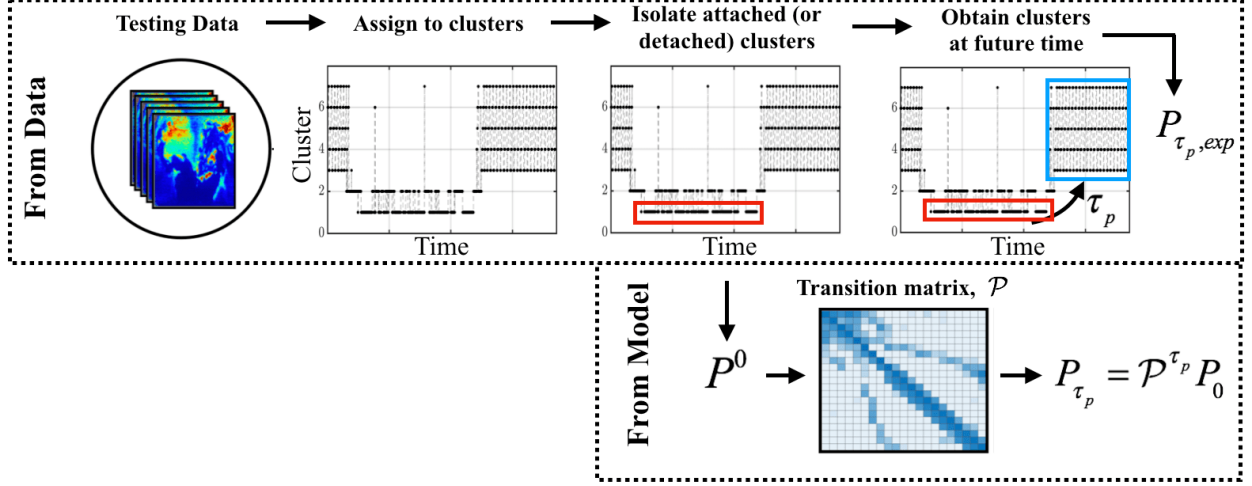 Testing Data
Assign to clusters
Isolate attached (or
detached) clusters
Obtain clusters
at future time
From Data
Cluster
6
4
2
0
Time
6
4
2
0
6
4
2
0
Time
τp
Pτp,exp
From Model
Transition matrix, 𝒫
P⁰
Pτp = 𝒫^τp P₀